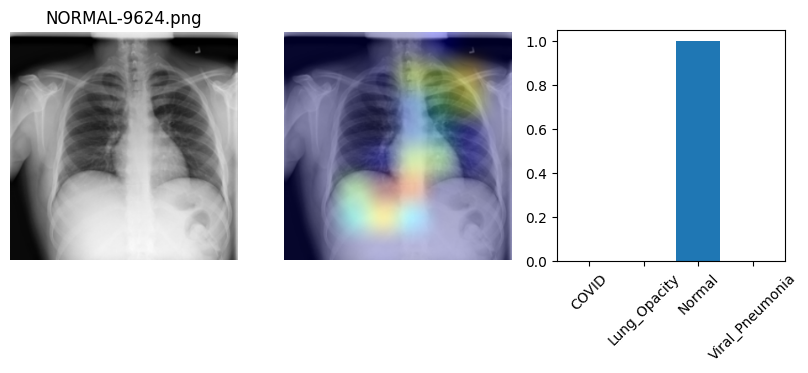 NORMAL-9624.png
1.0
0.8
0.6
0.4
0.2
0.0
COVID
Lung_Opacity
Normal
Viral_Pneumonia